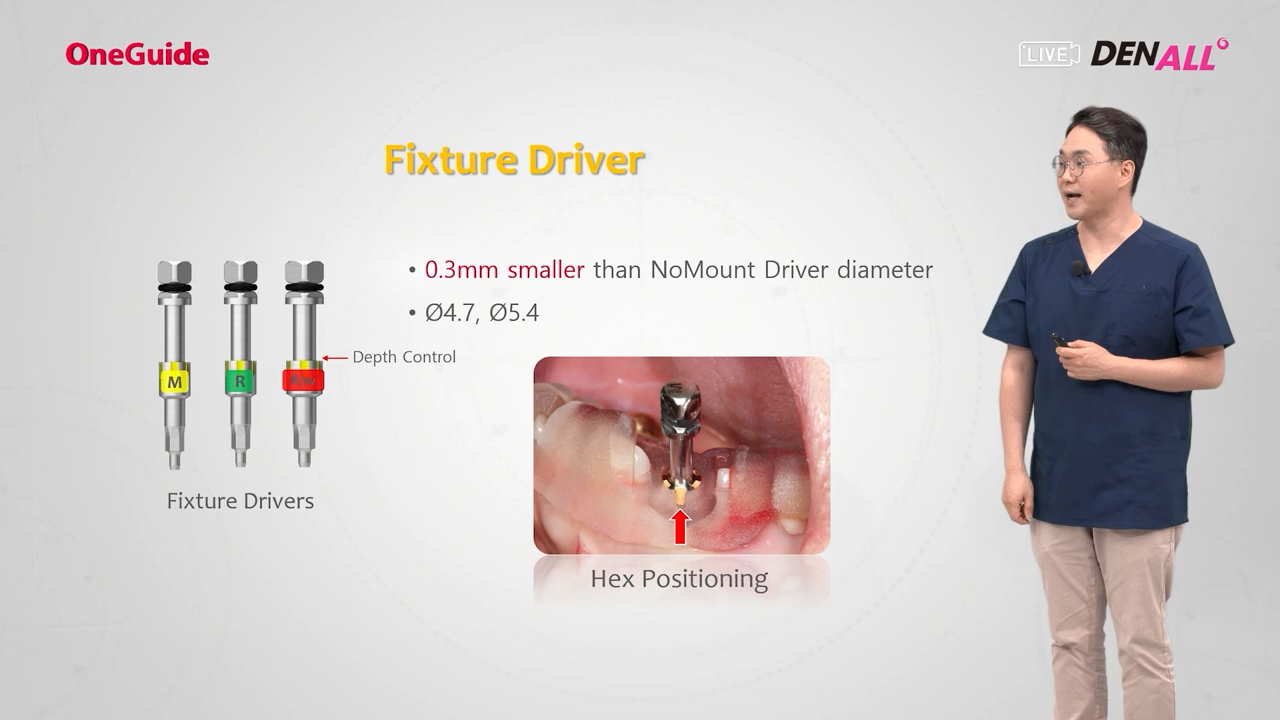 OneGuide
LIVE
DENALL
Fixture Driver
• 0.3mm smaller than NoMount Driver diameter
• Ø4.7, Ø5.4
Depth Control
M
R
Fixture Drivers
Hex Positioning